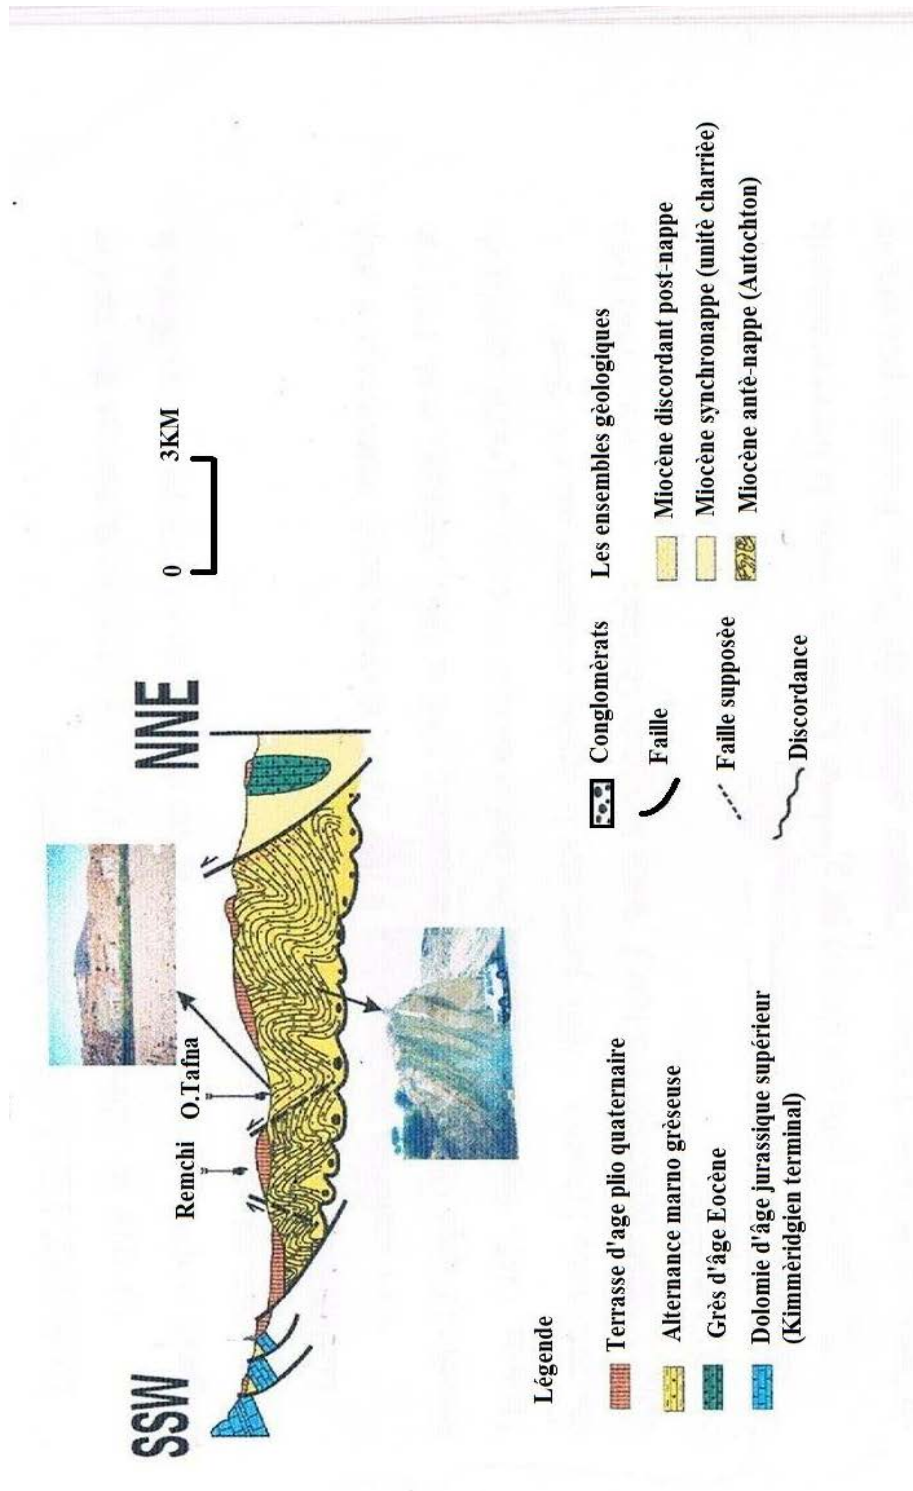 SSW
NNE
0 3KM
Remchi
O.Tafna
Légende
Terrasse d'age plio quaternaire
Alternance marno grèseuse
Grès d'âge Eocène
Dolomie d'âge jurassique supérieur
(Kimmèridgien terminal)
Conglomèrats
Faille
Faille supposèe
Discordance
Les ensembles gèologiques
Miocène discordant post-nappe
Miocène synchronappe (unitè charrièe)
Miocène antè-nappe (Autochton)